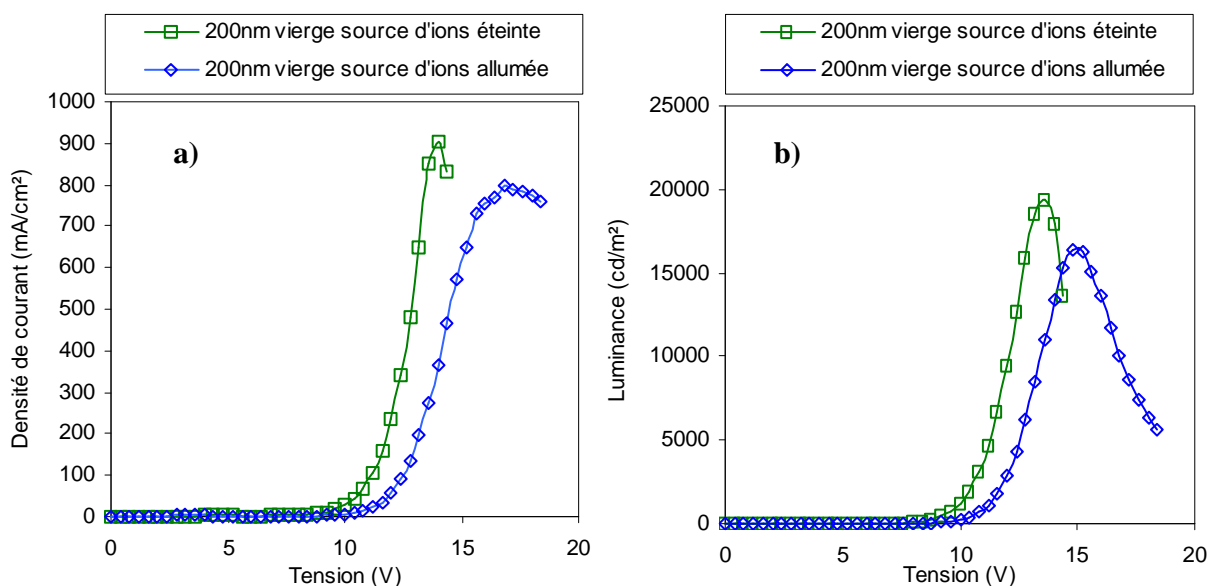 200nm vierge source d'ions éteinte
200nm vierge source d'ions allumée
a)
Densité de courant (mA/cm²)
1000
900
800
700
600
500
400
300
200
100
0
0 5 10 15 20
Tension (V)
200nm vierge source d'ions éteinte
200nm vierge source d'ions allumée
b)
Luminance (cd/m²)
25000
20000
15000
10000
5000
0
0 5 10 15 20
Tension (V)